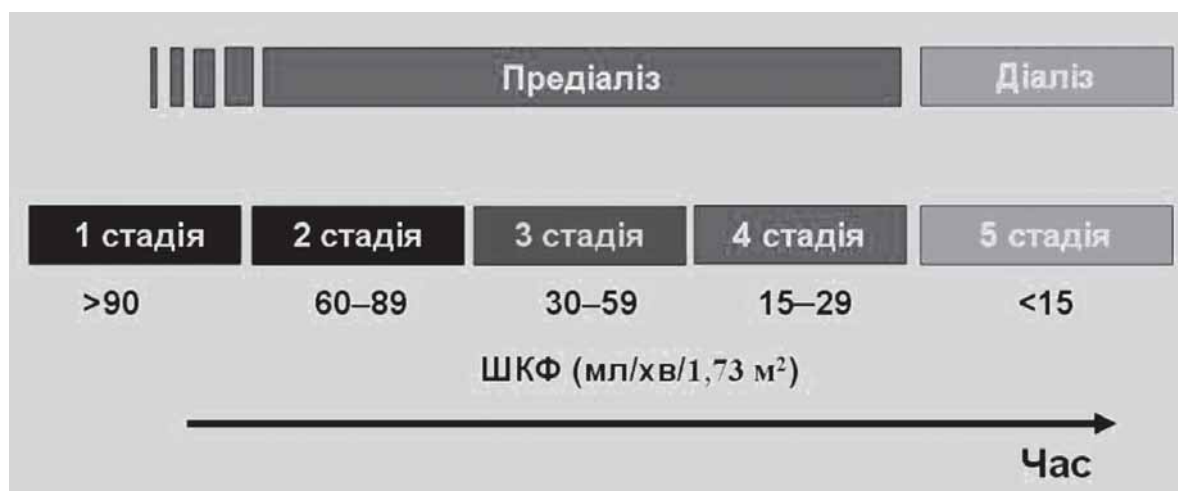 Предіаліз Діаліз
1 стадія 2 стадія 3 стадія 4 стадія 5 стадія
>90 60–89 30–59 15–29 <15
ШКФ (мл/хв/1,73 м²)
Час